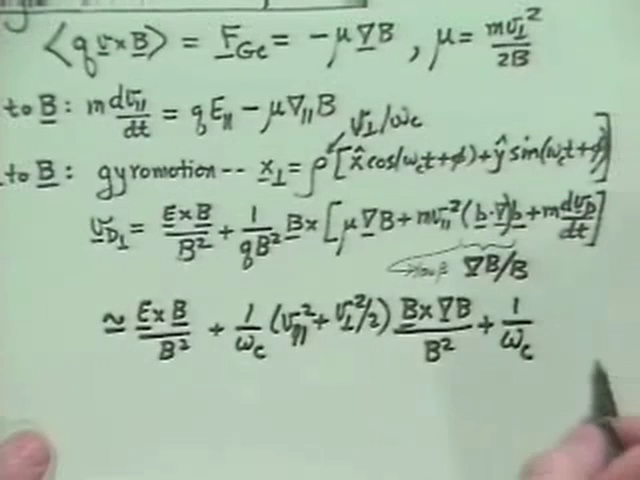 ⟨q v × B⟩ = F_Gc = −μ∇B , μ = mv⊥²/2B
to B : m dv∥/dt = qE∥ − μ∇∥B
v⊥/ωc
to B : gyromotion -- x⊥ = ρ[x̂ cos(ωct+φ) + ŷ sin(ωct+φ)]
v_D⊥ = E×B/B² + 1/qB² B × [μ∇B + mv∥²(b·∇)b + m dv_D/dt]
low β ∇B/B
≃ E×B/B² + 1/ωc (v∥² + v⊥²/2) B×∇B/B² + 1/ωc